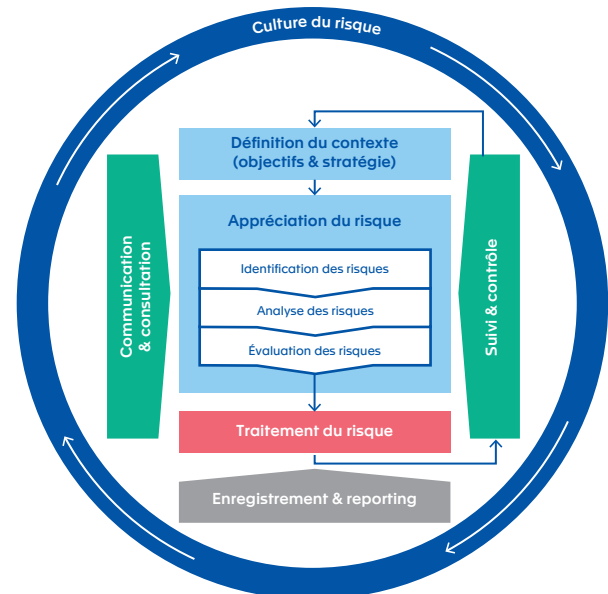 Culture du risque
Définition du contexte
(objectifs & stratégie)
Appréciation du risque
Identification des risques
Analyse des risques
Évaluation des risques
Communication
& consultation
Suivi & contrôle
Traitement du risque
Enregistrement & reporting